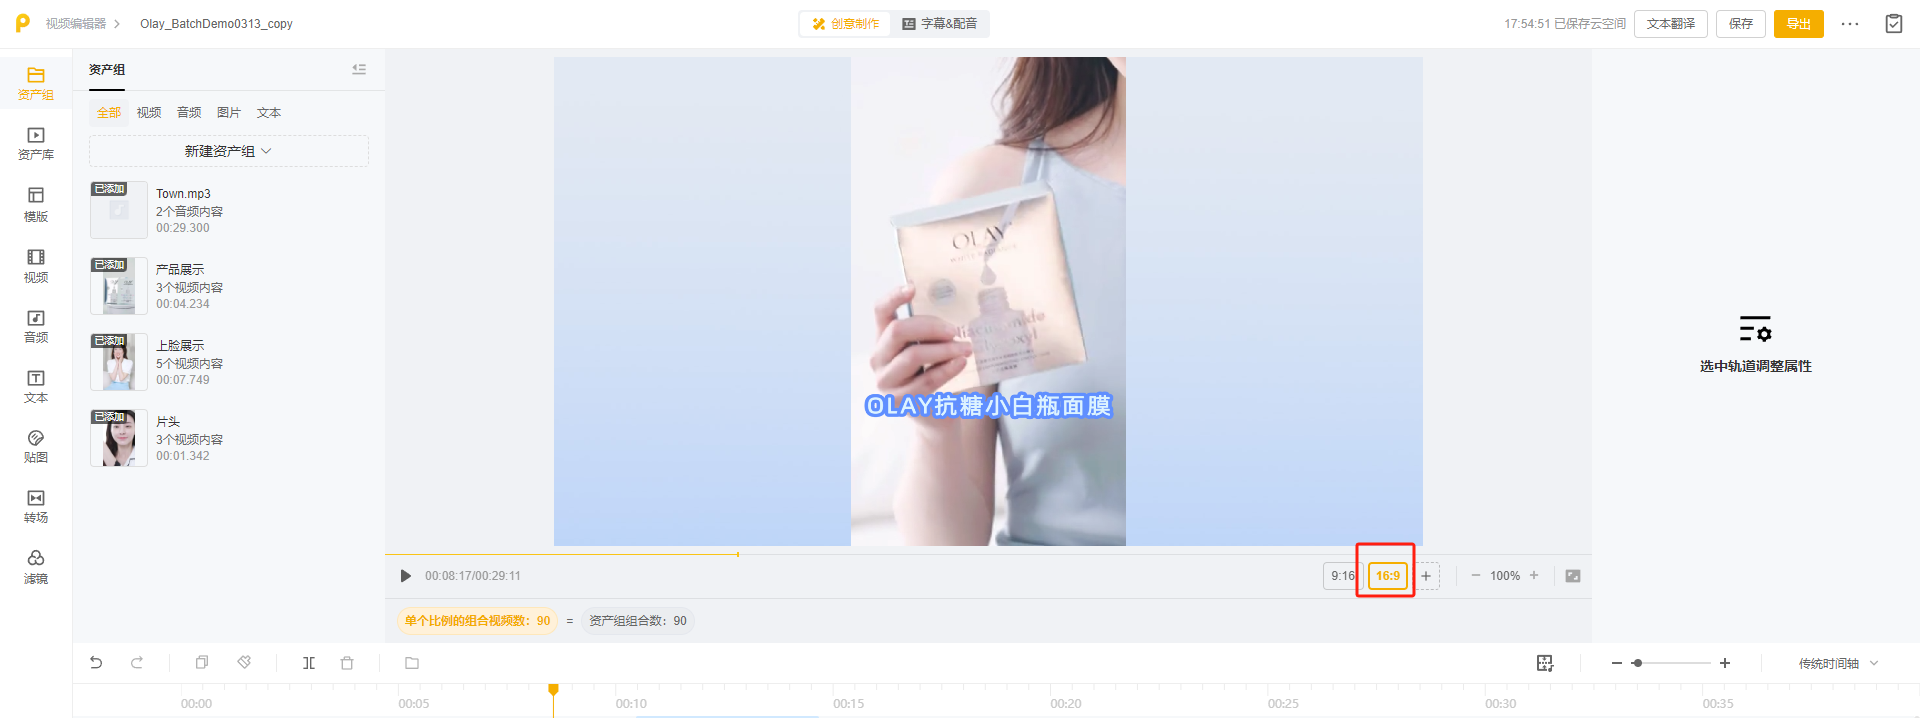 视频编辑器
Olay_BatchDemo0313_copy
创意制作
字幕&配音
17:54:51 已保存云空间
文本翻译
保存
导出
资产组
资产库
模版
视频
音频
文本
贴图
转场
滤镜
资产组
全部 视频 音频 图片 文本
新建资产组
已添加
Town.mp3
2个音频内容
00:29.300
已添加
产品展示
3个视频内容
00:04.234
已添加
上脸展示
5个视频内容
00:07.749
已添加
片头
3个视频内容
00:01.342
OLAY
OLAY抗糖小白瓶面膜
00:08:17/00:29:11
9:16
16:9
100%
单个比例的组合视频数：90 = 资产组组合数：90
选中轨道调整属性
传统时间轴
00:00 00:05 00:10 00:15 00:20 00:25 00:30 00:35